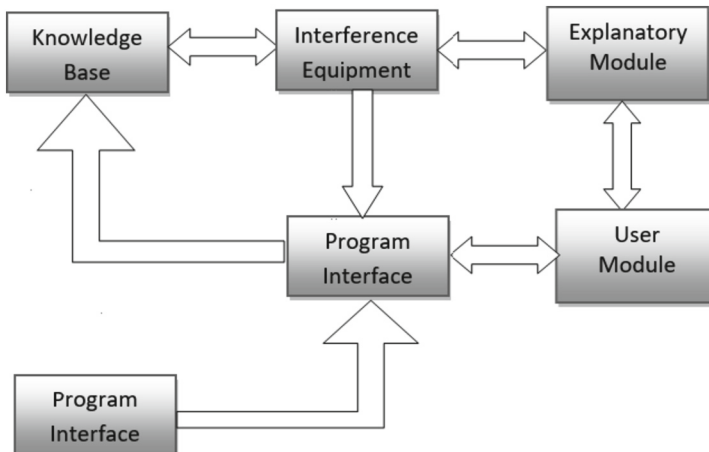 Knowledge
Base
Interference
Equipment
Explanatory
Module
Program
Interface
User
Module
Program
Interface